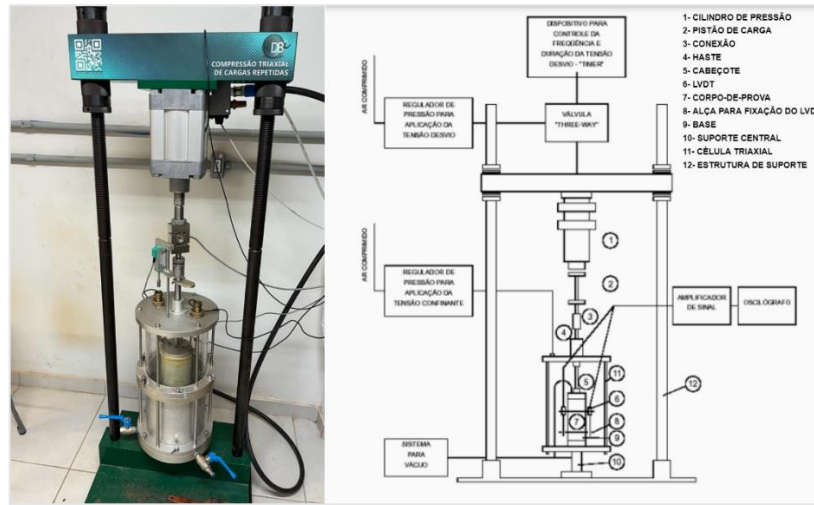 DB
COMPRESSÃO TRIAXIAL
DE CARGAS REPETIDAS
DISPOSITIVO PARA
CONTROLE DA
FREQÜÊNCIA E
DURAÇÃO DA TENSÃO
DESVIO - "TIMER"
AR COMPRIMIDO
REGULADOR DE
PRESSÃO PARA
APLICAÇÃO DA
TENSÃO DESVIO
VÁLVULA
"THREE-WAY"
1- CILINDRO DE PRESSÃO
2- PISTÃO DE CARGA
3- CONEXÃO
4- HASTE
5- CABEÇOTE
6- LVDT
7- CORPO-DE-PROVA
8- ALÇA PARA FIXAÇÃO DO LVD
9- BASE
10- SUPORTE CENTRAL
11- CÉLULA TRIAXIAL
12- ESTRUTURA DE SUPORTE
AR COMPRIMIDO
REGULADOR DE
PRESSÃO PARA
APLICAÇÃO DA
TENSÃO CONFINANTE
AMPLIFICADOR
DE SINAL
OSCILÓGRAFO
SISTEMA
PARA
VÁCUO
1
2
3
4
5
6
7
8
9
10
11
12